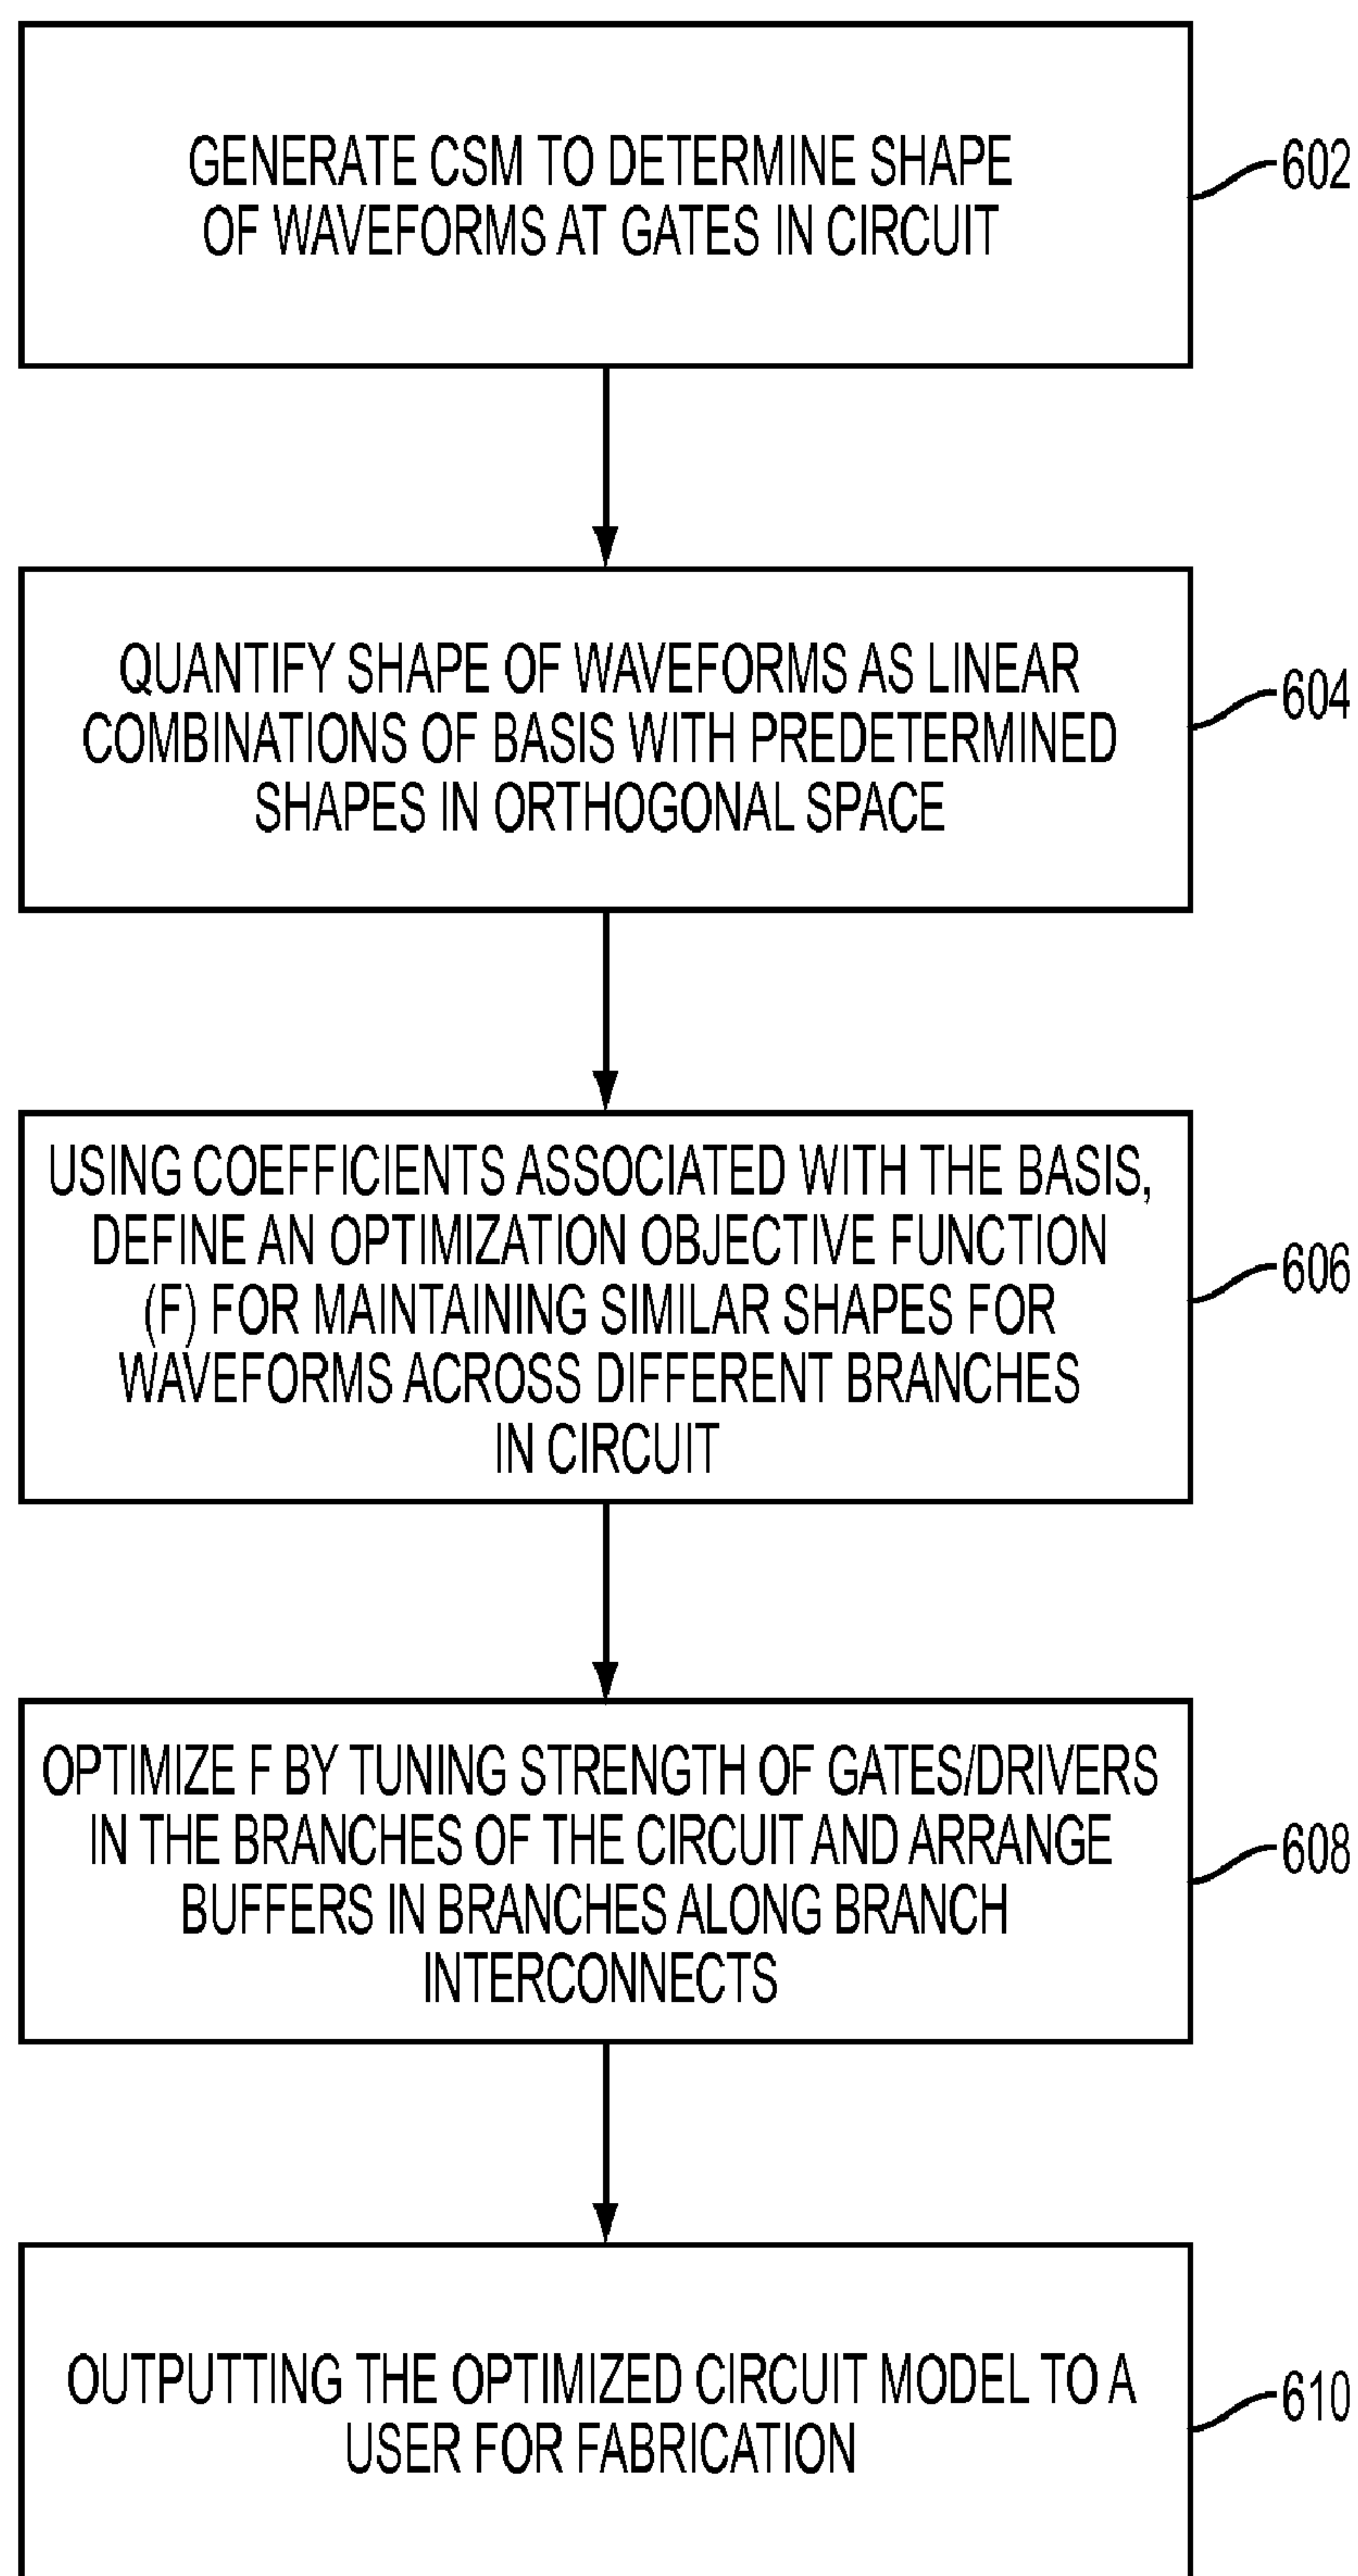 GENERATE CSM TO DETERMINE SHAPE
OF WAVEFORMS AT GATES IN CIRCUIT
602
QUANTIFY SHAPE OF WAVEFORMS AS LINEAR
COMBINATIONS OF BASIS WITH PREDETERMINED
SHAPES IN ORTHOGONAL SPACE
604
USING COEFFICIENTS ASSOCIATED WITH THE BASIS,
DEFINE AN OPTIMIZATION OBJECTIVE FUNCTION
(F) FOR MAINTAINING SIMILAR SHAPES FOR
WAVEFORMS ACROSS DIFFERENT BRANCHES
IN CIRCUIT
606
OPTIMIZE F BY TUNING STRENGTH OF GATES/DRIVERS
IN THE BRANCHES OF THE CIRCUIT AND ARRANGE
BUFFERS IN BRANCHES ALONG BRANCH
INTERCONNECTS
608
OUTPUTTING THE OPTIMIZED CIRCUIT MODEL TO A
USER FOR FABRICATION
610